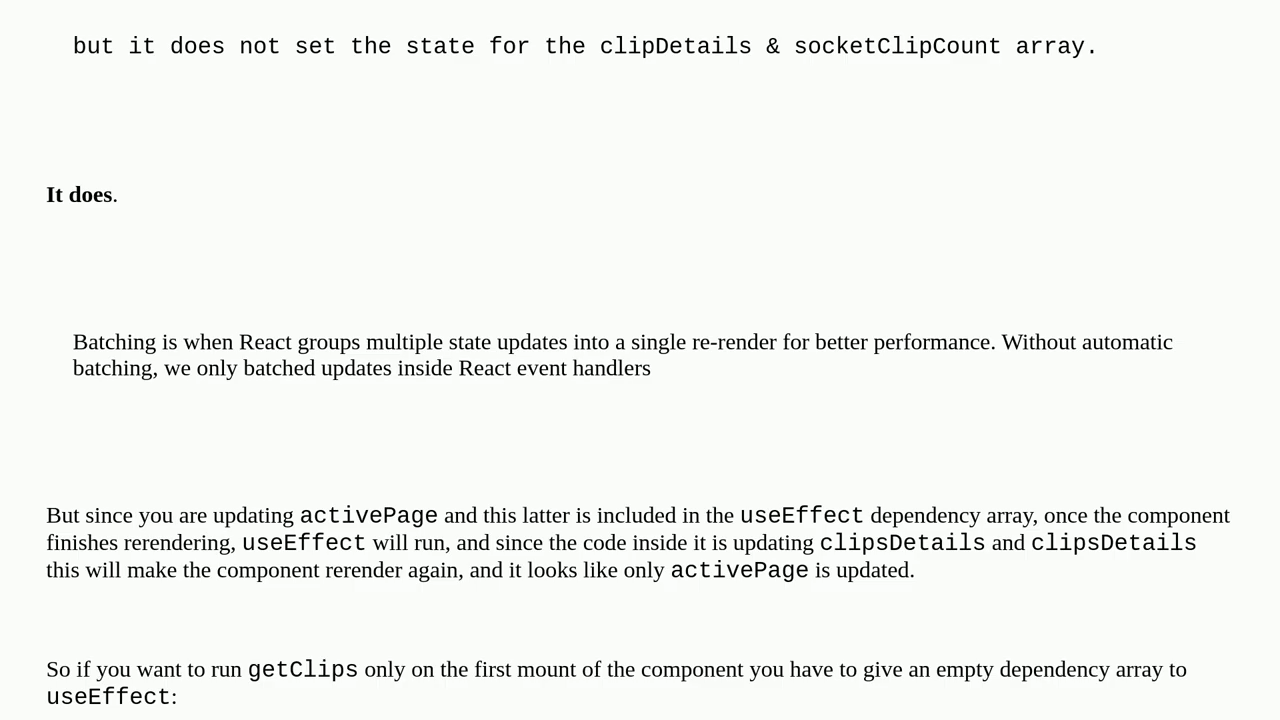 but it does not set the state for the clipDetails & socketClipCount array.
It does.
Batching is when React groups multiple state updates into a single re-render for better performance. Without automatic
batching, we only batched updates inside React event handlers
But since you are updating activePage and this latter is included in the useEffect dependency array, once the component
finishes rerendering, useEffect will run, and since the code inside it is updating clipsDetails and clipsDetails
this will make the component rerender again, and it looks like only activePage is updated.
So if you want to run getClips only on the first mount of the component you have to give an empty dependency array to
useEffect: